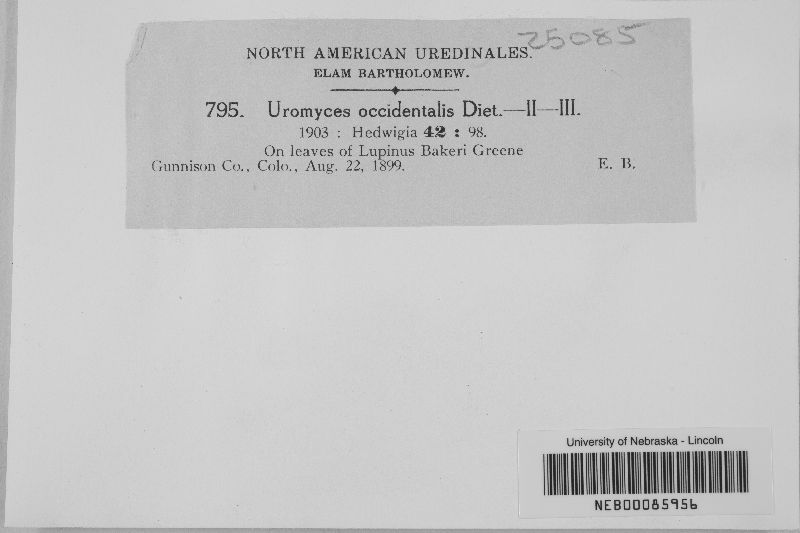 25085
NORTH AMERICAN UREDINALES.
ELAM BARTHOLOMEW.
795. Uromyces occidentalis Diet.—II—III.
1903 : Hedwigia 42 : 98.
On leaves of Lupinus Bakeri Greene
Gunnison Co., Colo., Aug. 22, 1899. E. B.
University of Nebraska - Lincoln
NEB00085956